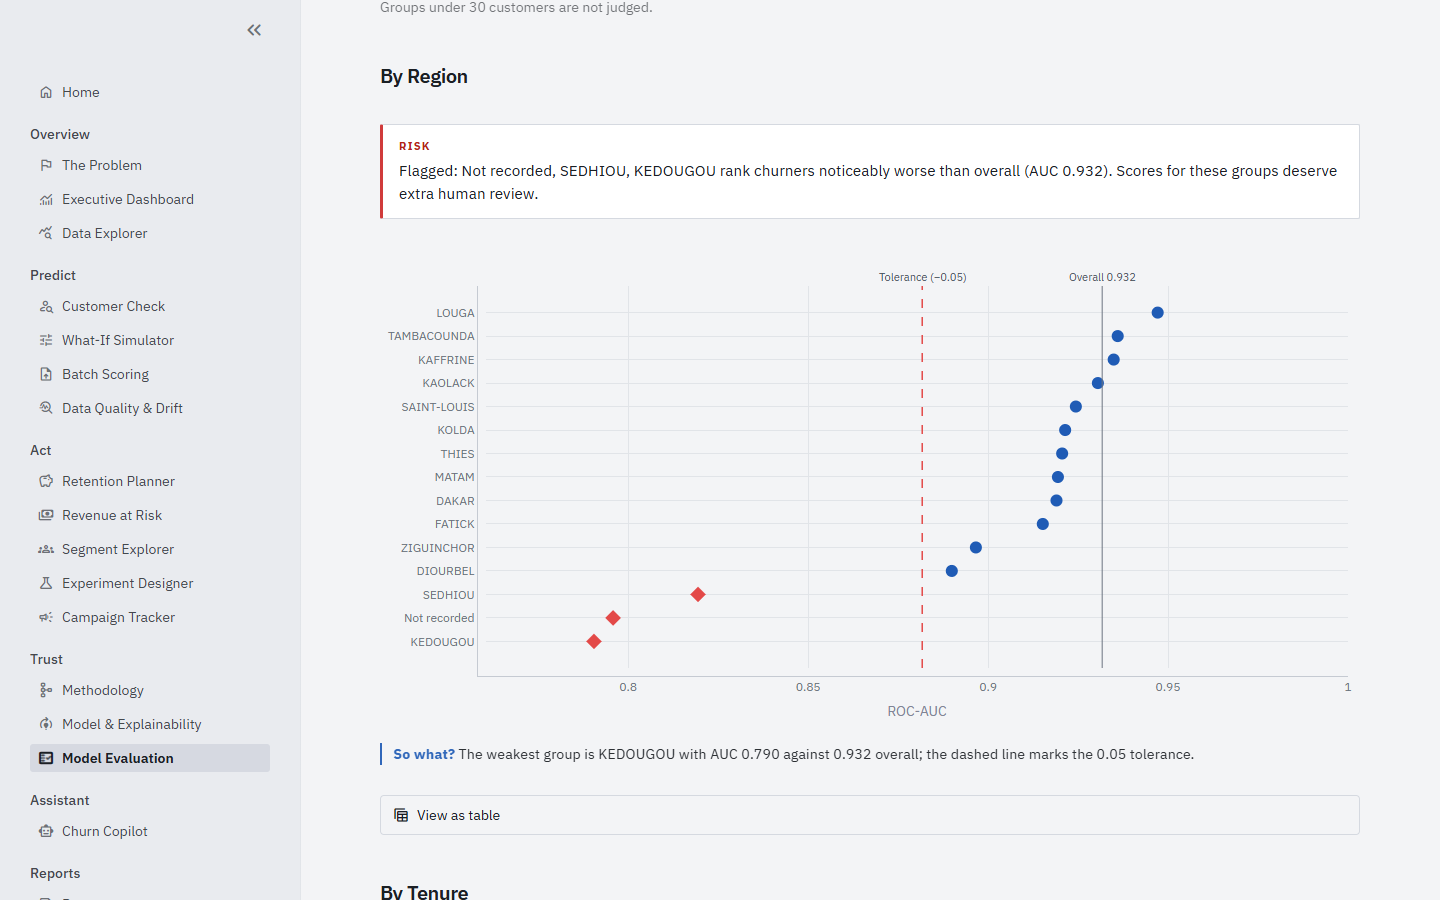 Groups under 30 customers are not judged.
Home
Overview
The Problem
Executive Dashboard
Data Explorer
Predict
Customer Check
What-If Simulator
Batch Scoring
Data Quality & Drift
Act
Retention Planner
Revenue at Risk
Segment Explorer
Experiment Designer
Campaign Tracker
Trust
Methodology
Model & Explainability
Model Evaluation
Assistant
Churn Copilot
Reports
By Region
RISK
Flagged: Not recorded, SEDHIOU, KEDOUGOU rank churners noticeably worse than overall (AUC 0.932). Scores for these groups deserve
extra human review.
Tolerance (−0.05)
Overall 0.932
LOUGA
TAMBACOUNDA
KAFFRINE
KAOLACK
SAINT-LOUIS
KOLDA
THIES
MATAM
DAKAR
FATICK
ZIGUINCHOR
DIOURBEL
SEDHIOU
Not recorded
KEDOUGOU
0.8 0.85 0.9 0.95 1
ROC-AUC
So what? The weakest group is KEDOUGOU with AUC 0.790 against 0.932 overall; the dashed line marks the 0.05 tolerance.
View as table
By Tenure